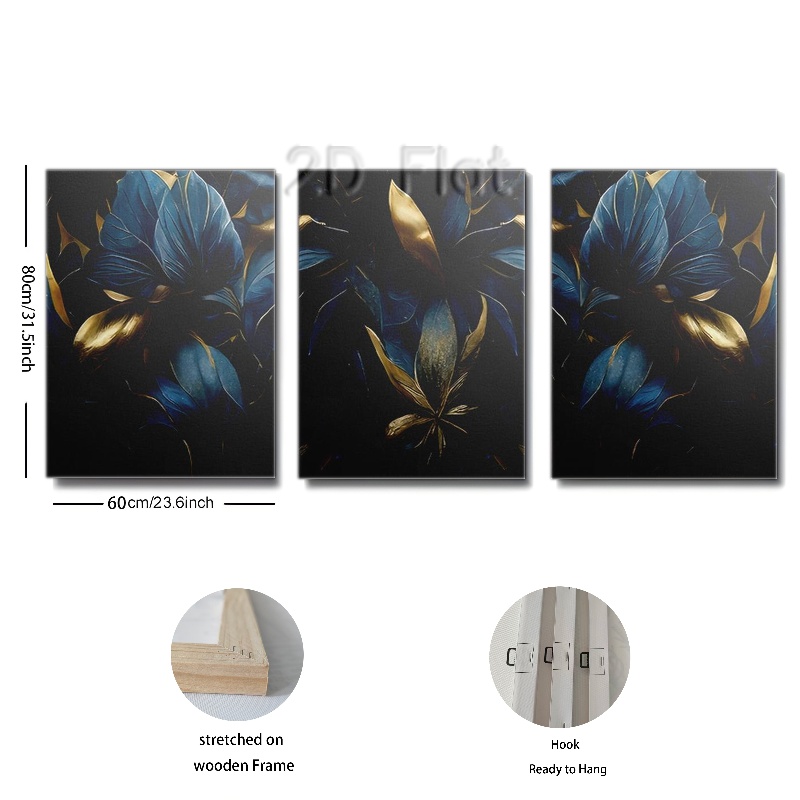 2D Flat
80cm/31.5inch
60cm/23.6inch
stretched on
wooden Frame
Hook
Ready to Hang